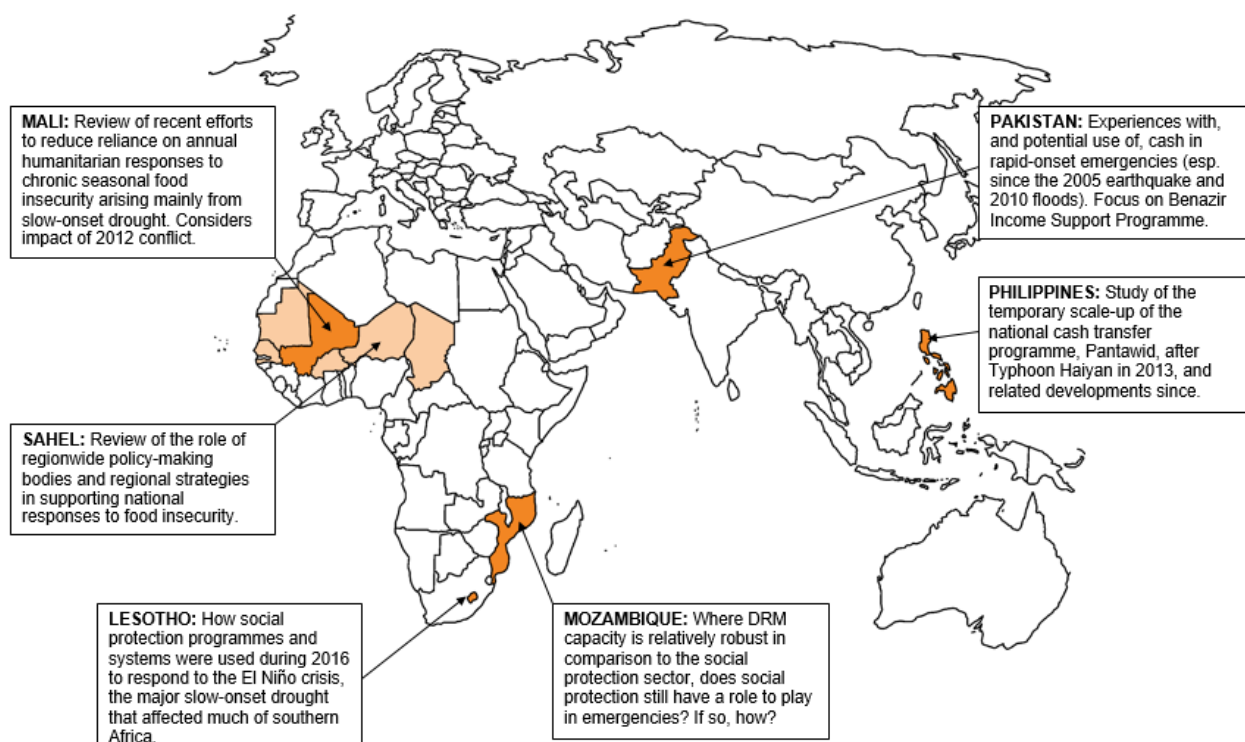 MALI: Review of recent efforts
to reduce reliance on annual
humanitarian responses to
chronic seasonal food
insecurity arising mainly from
slow-onset drought. Considers
impact of 2012 conflict.
PAKISTAN: Experiences with,
and potential use of, cash in
rapid-onset emergencies (esp.
since the 2005 earthquake and
2010 floods). Focus on Benazir
Income Support Programme.
PHILIPPINES: Study of the
temporary scale-up of the
national cash transfer
programme, Pantawid, after
Typhoon Haiyan in 2013, and
related developments since.
SAHEL: Review of the role of
regionwide policy-making
bodies and regional strategies
in supporting national
responses to food insecurity.
LESOTHO: How social
protection programmes and
systems were used during 2016
to respond to the El Niño crisis,
the major slow-onset drought
that affected much of southern
Africa.
MOZAMBIQUE: Where DRM
capacity is relatively robust in
comparison to the social
protection sector, does social
protection still have a role to play
in emergencies? If so, how?